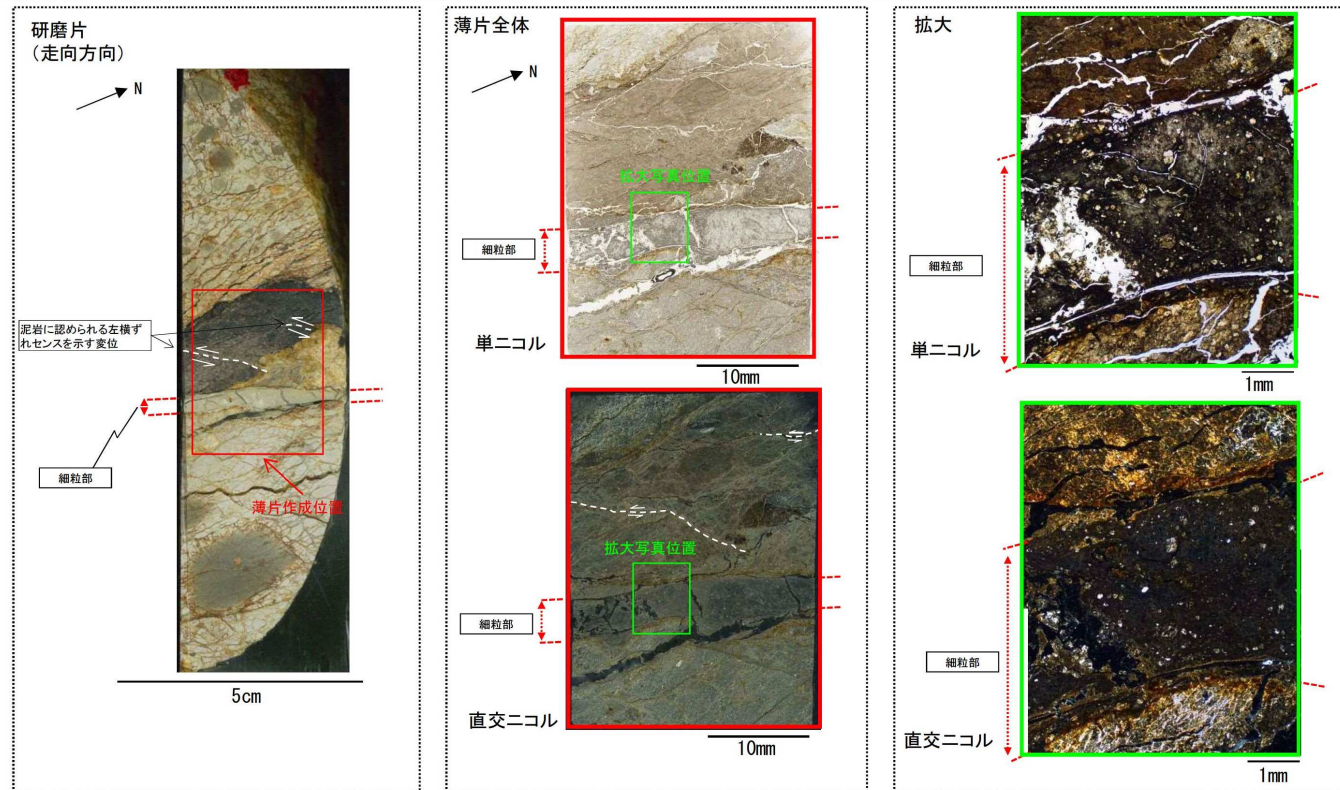 研磨片
(走向方向)
N
泥岩に認められる左横ず
れセンスを示す変位
細粒部
薄片作成位置
5cm
薄片全体
N
拡大写真位置
細粒部
単ニコル
10mm
拡大写真位置
細粒部
直交ニコル
10mm
拡大
細粒部
単ニコル
1mm
細粒部
直交ニコル
1mm